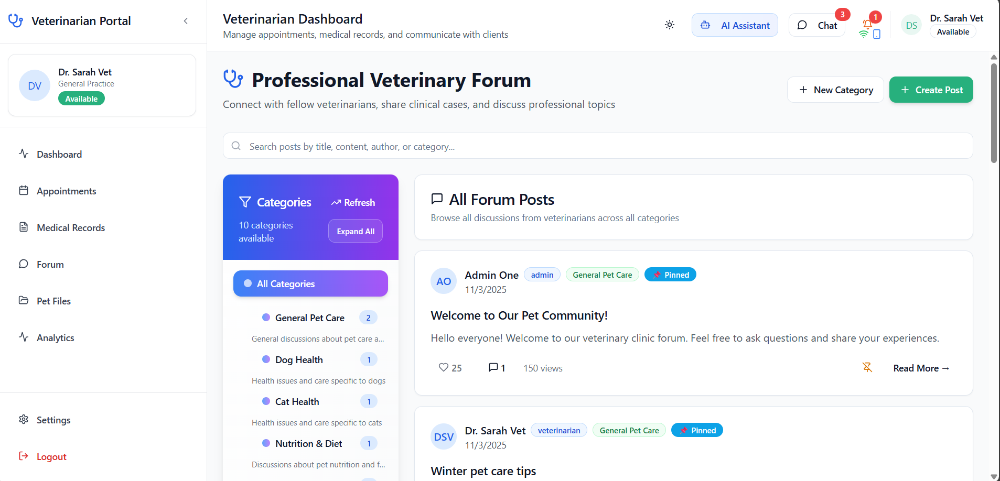 Veterinarian Portal
DV
Dr. Sarah Vet
General Practice
Available
Dashboard
Appointments
Medical Records
Forum
Pet Files
Analytics
Settings
Logout
Veterinarian Dashboard
Manage appointments, medical records, and communicate with clients
AI Assistant
Chat
3
1
DS
Dr. Sarah Vet
Available
Professional Veterinary Forum
Connect with fellow veterinarians, share clinical cases, and discuss professional topics
New Category
Create Post
Search posts by title, content, author, or category...
Categories
Refresh
10 categories
available
Expand All
All Categories
General Pet Care 2
General discussions about pet care a...
Dog Health 1
Health issues and care specific to dogs
Cat Health 1
Health issues and care specific to cats
Nutrition & Diet 1
Discussions about pet nutrition and f...
All Forum Posts
Browse all discussions from veterinarians across all categories
AO
Admin One admin General Pet Care 📌 Pinned
11/3/2025
Welcome to Our Pet Community!
Hello everyone! Welcome to our veterinary clinic forum. Feel free to ask questions and share your experiences.
25 1 150 views
Read More →
DSV
Dr. Sarah Vet veterinarian General Pet Care 📌 Pinned
11/3/2025
Winter pet care tips